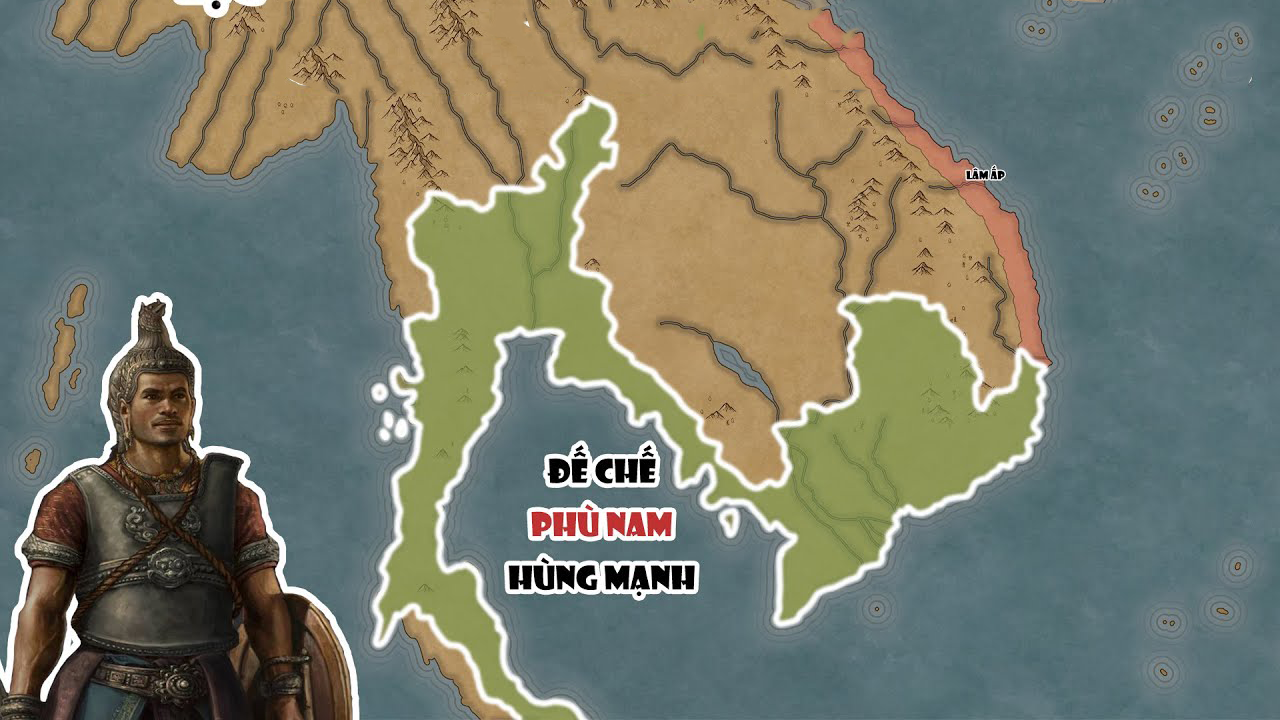 LÂM ẤP
ĐẾ CHẾ
PHÙ NAM
HÙNG MẠNH